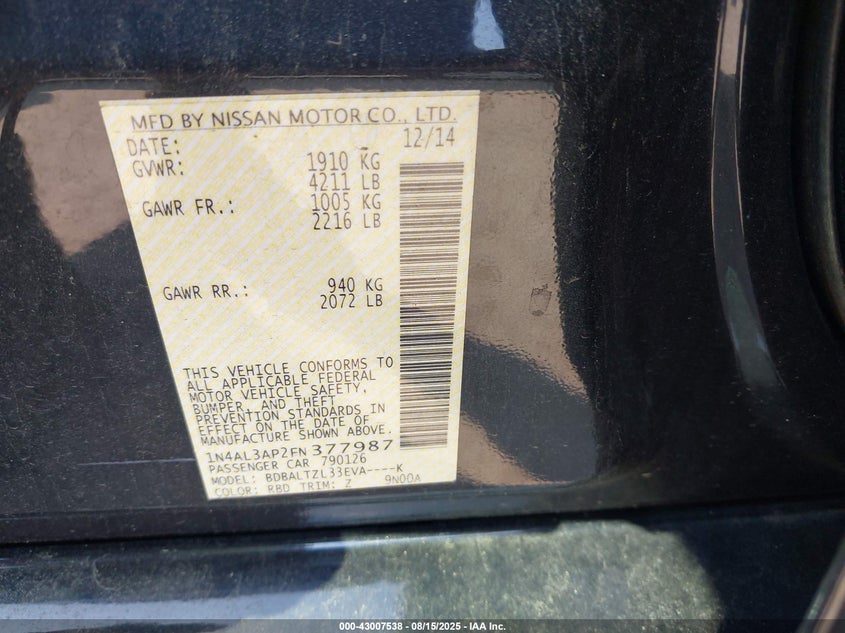 MFD BY NISSAN MOTOR CO., LTD.
DATE: 12/14
GVWR: 1910 KG
4211 LB
GAWR FR.: 1005 KG
2216 LB
GAWR RR.: 940 KG
2072 LB
THIS VEHICLE CONFORMS TO
ALL APPLICABLE FEDERAL
MOTOR VEHICLE SAFETY,
BUMPER, AND THEFT
PREVENTION STANDARDS IN
EFFECT ON THE DATE OF
MANUFACTURE SHOWN ABOVE.
1N4AL3AP2FN377987
PASSENGER CAR 790126
MODEL: BDBALTZL33EVA----K
COLOR: RBD TRIM: Z 9N00A
000-43007538 - 08/15/2025 - IAA Inc.